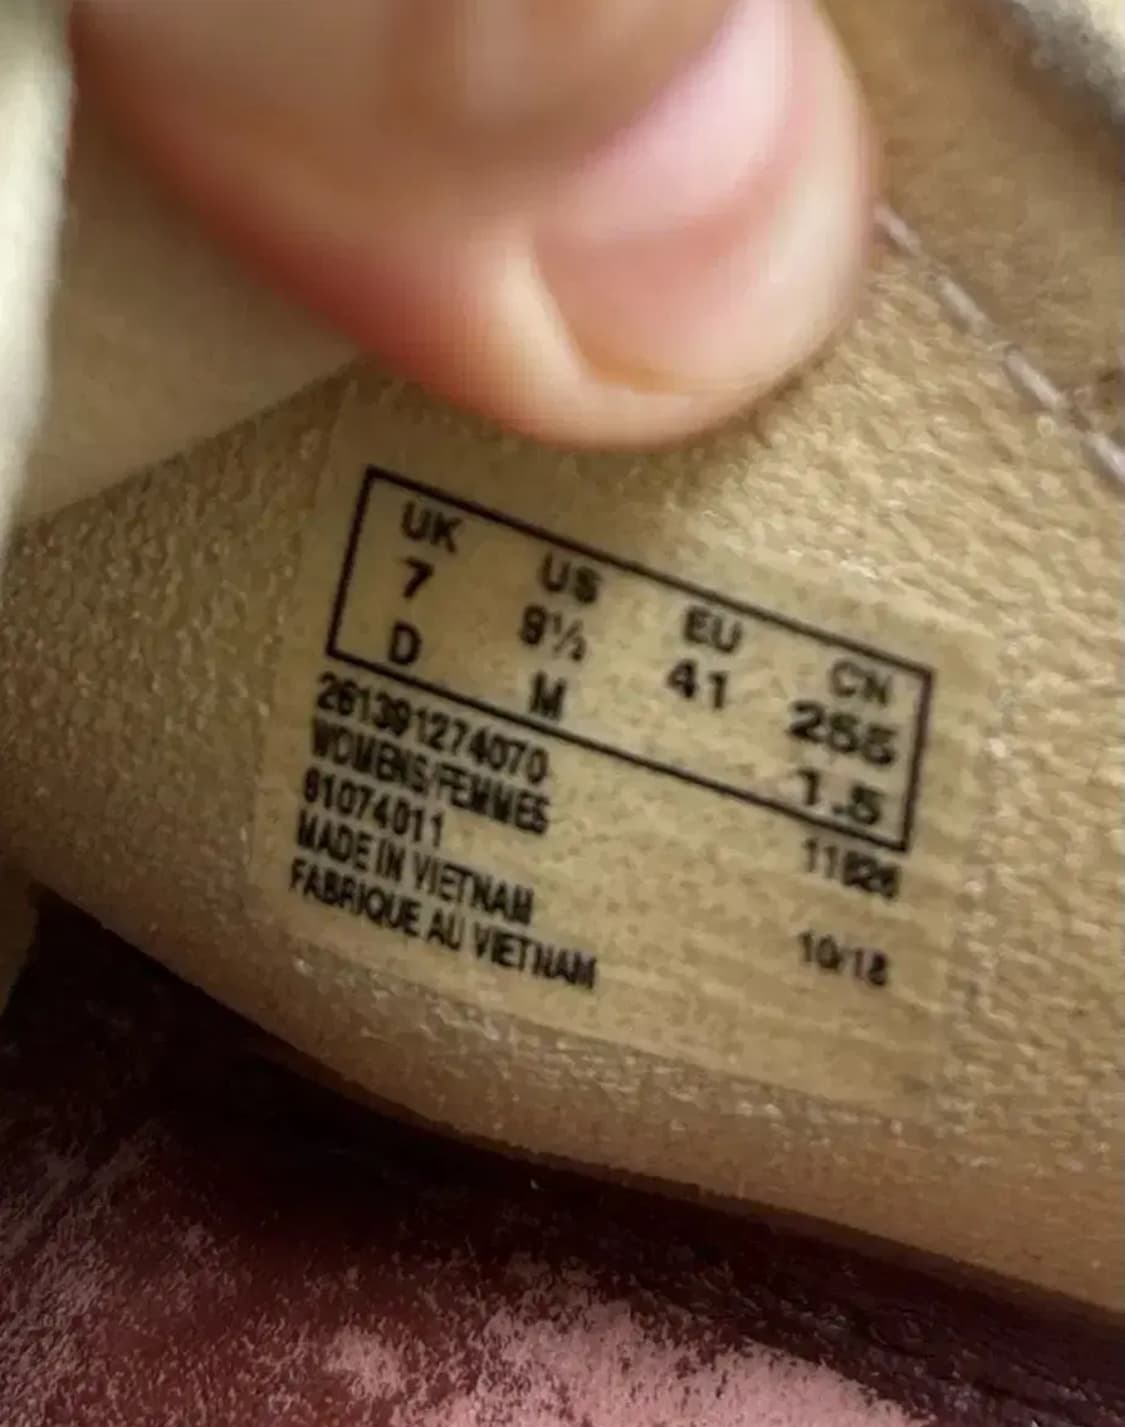 UK US EU CN
7 9½ 41 255
D M 1.5
261391274070
WOMENS/FEMMES
81074011 11826
MADE IN VIETNAM
FABRIQUE AU VIETNAM 10/18